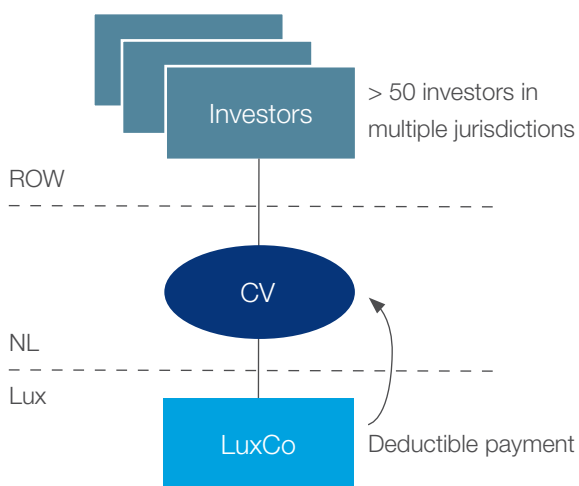 Investors
> 50 investors in
multiple jurisdictions
ROW
CV
NL
Lux
LuxCo
Deductible payment